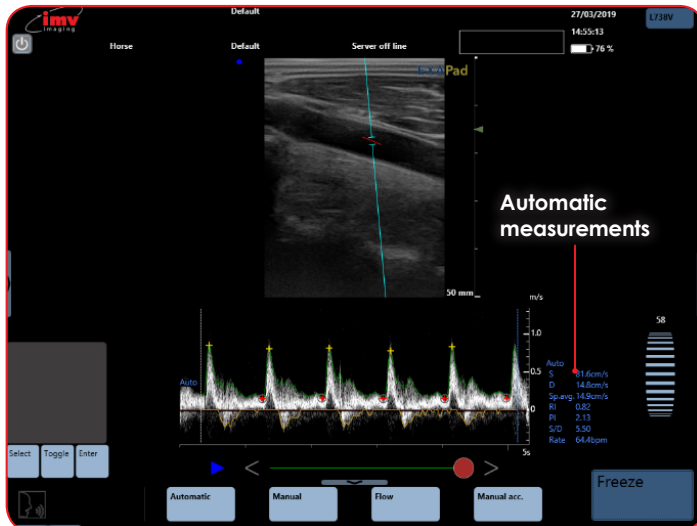 imv
imaging
Default
27/03/2019
L738V
14:55:13
Horse
Default
Server off line
76 %
Pad
Automatic
measurements
50 mm
m/s
58
1.0
0.5
0
5s
Auto
Auto
S 81.6cm/s
D 14.8cm/s
Sp.avg. 14.9cm/s
RI 0.82
PI 2.13
S/D 5.50
Rate 64.4bpm
Select
Toggle
Enter
Automatic
Manual
Flow
Manual acc.
Freeze